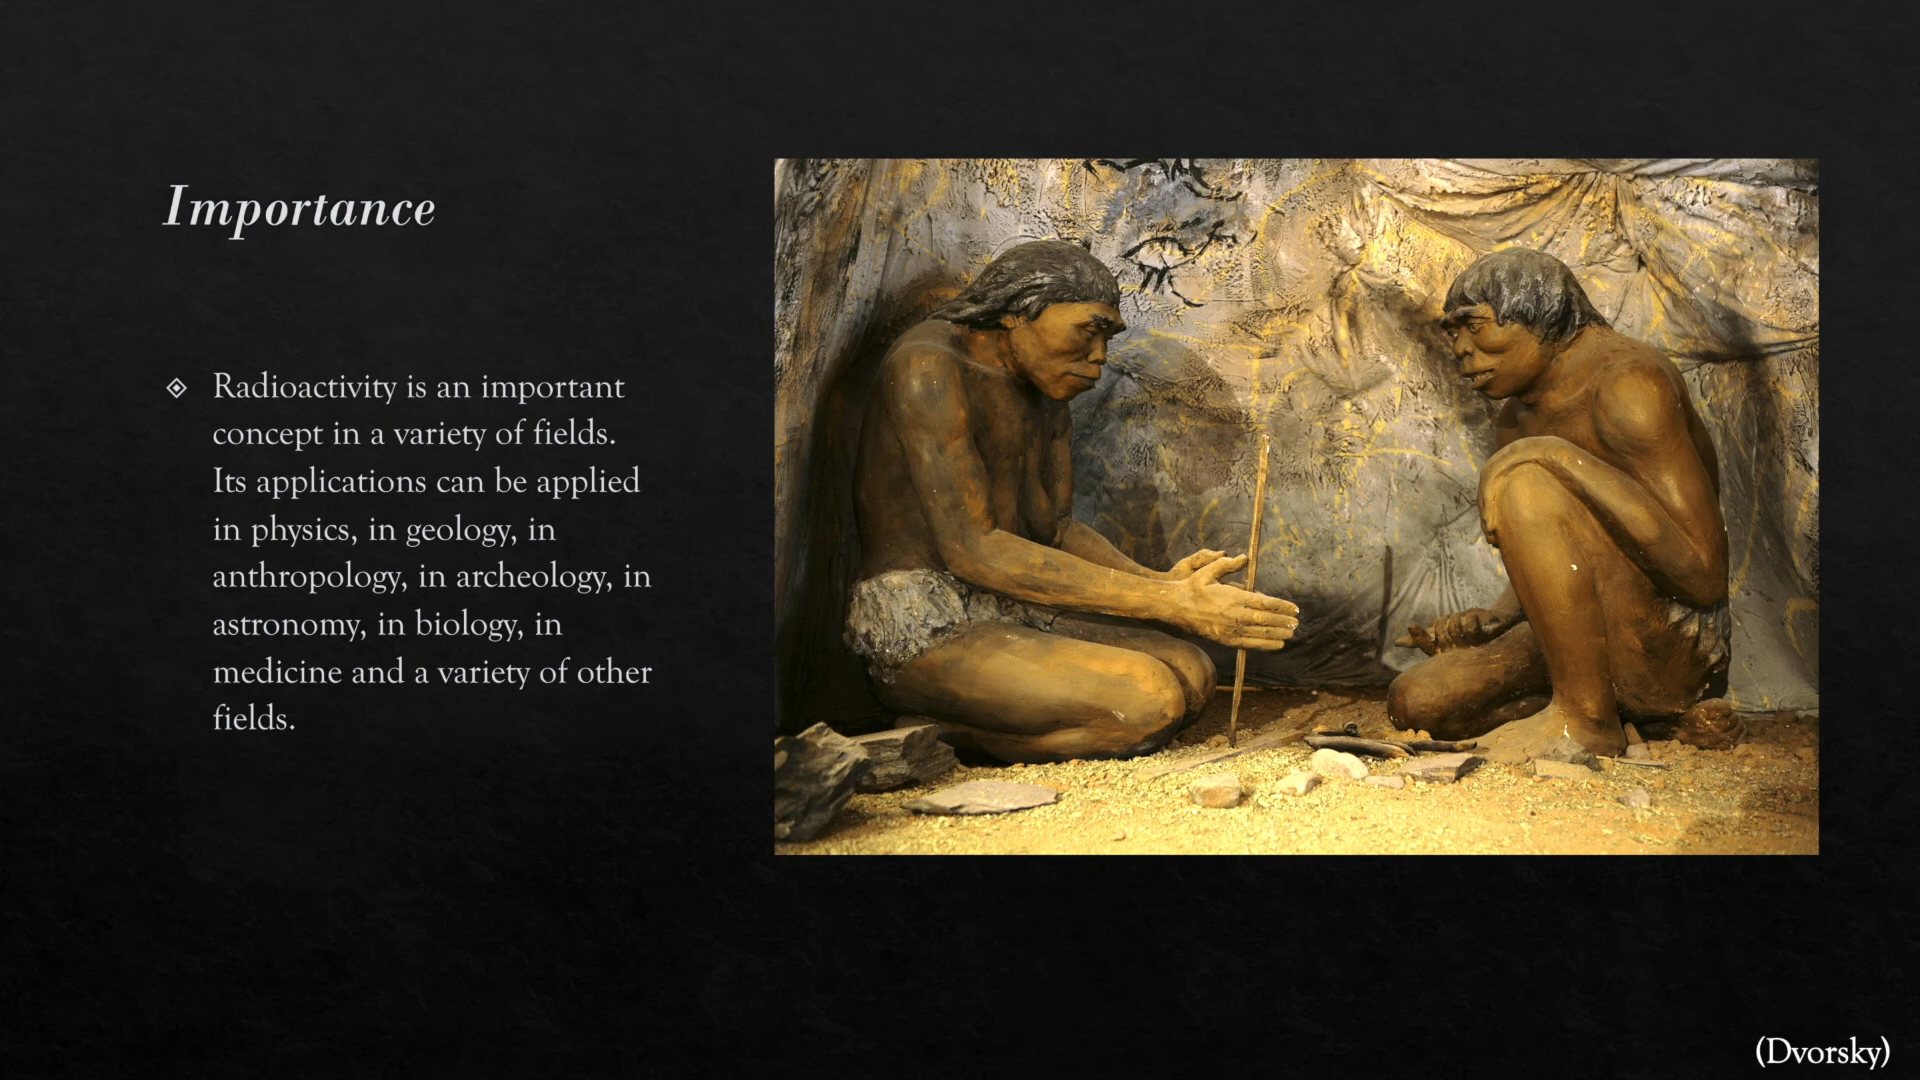 Importance
Radioactivity is an important
concept in a variety of fields.
Its applications can be applied
in physics, in geology, in
anthropology, in archeology, in
astronomy, in biology, in
medicine and a variety of other
fields.
(Dvorsky)